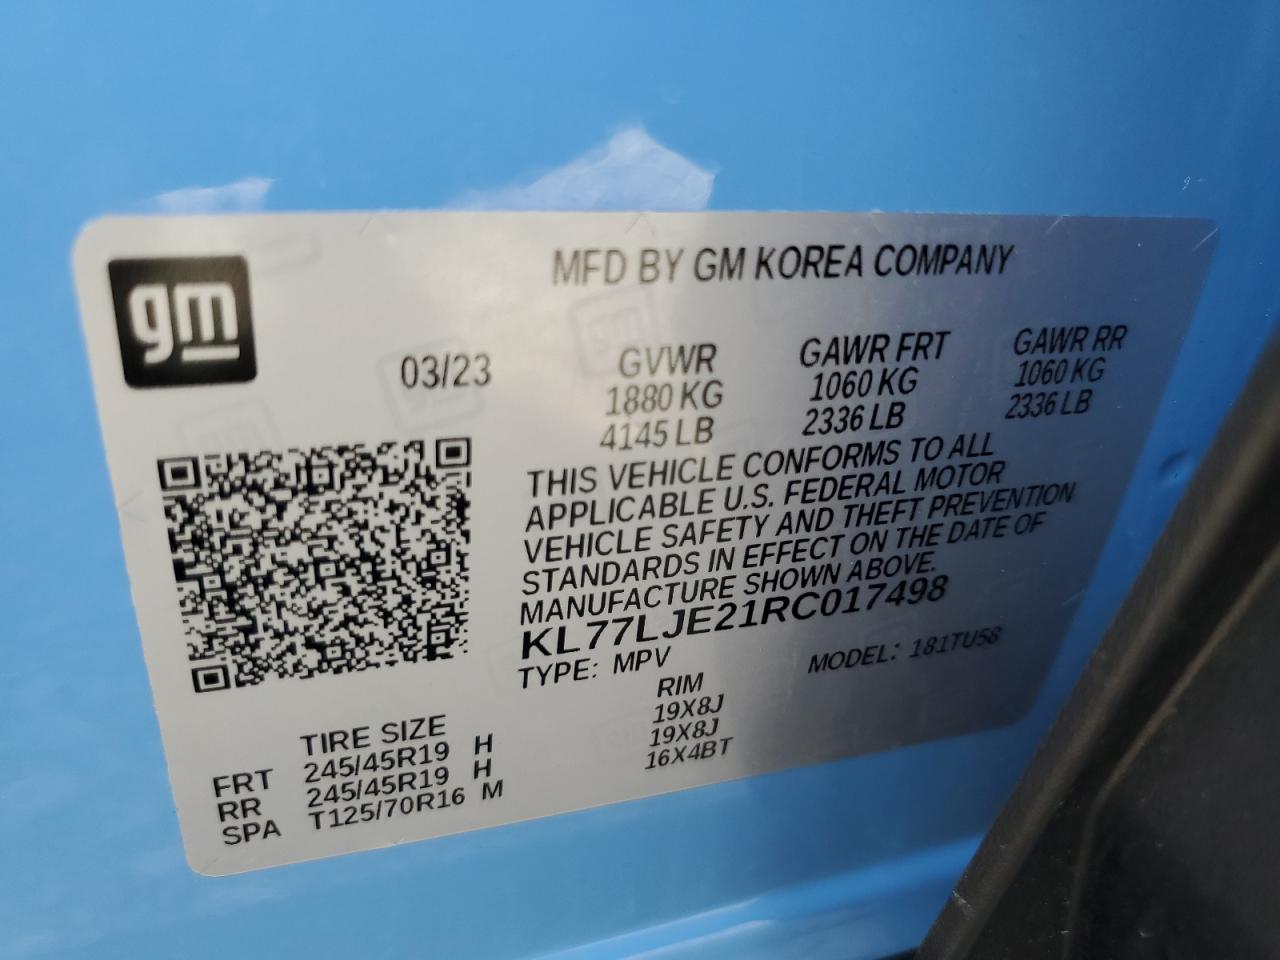 gm
MFD BY GM KOREA COMPANY
03/23
GVWR GAWR FRT GAWR RR
1880 KG 1060 KG 1060 KG
4145 LB 2336 LB 2336 LB
THIS VEHICLE CONFORMS TO ALL
APPLICABLE U.S. FEDERAL MOTOR
VEHICLE SAFETY AND THEFT PREVENTION
STANDARDS IN EFFECT ON THE DATE OF
MANUFACTURE SHOWN ABOVE.
KL77LJE21RC017498
TYPE: MPV MODEL: 181TU58
TIRE SIZE RIM
FRT 245/45R19 H 19X8J
RR 245/45R19 H 19X8J
SPA T125/70R16 M 16X4BT